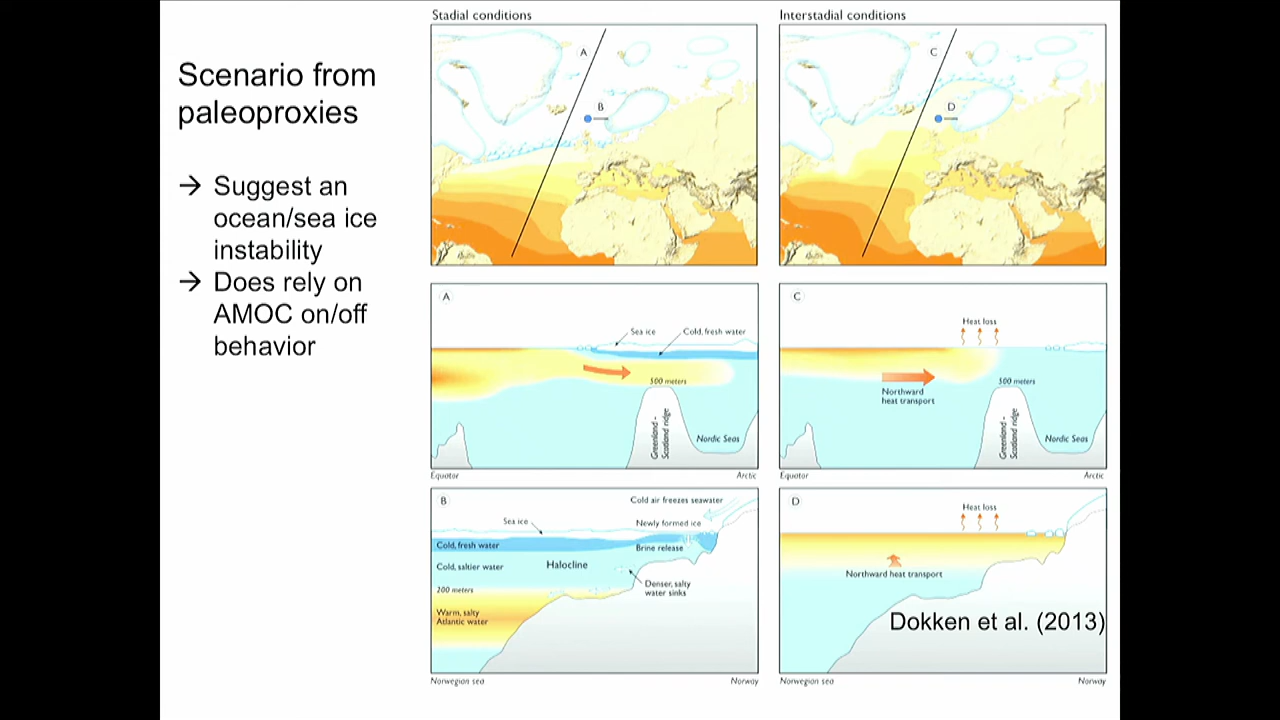 Scenario from
paleoproxies
→ Suggest an
ocean/sea ice
instability
→ Does rely on
AMOC on/off
behavior
Stadial conditions
A
B
Interstadial conditions
C
D
A
Sea ice
Cold, fresh water
500 meters
Greenland -
Scotland ridge
Nordic Seas
Equator
Arctic
C
Heat loss
Northward
heat transport
500 meters
Greenland -
Scotland ridge
Nordic Seas
Equator
Arctic
B
Cold air freezes seawater
Sea ice
Newly formed ice
Cold, fresh water
Brine release
Cold, saltier water
Halocline
200 meters
Denser, salty
water sinks
Warm, salty
Atlantic water
Norwegian sea
Norway
D
Heat loss
Northward heat transport
Dokken et al. (2013)
Norwegian sea
Norway